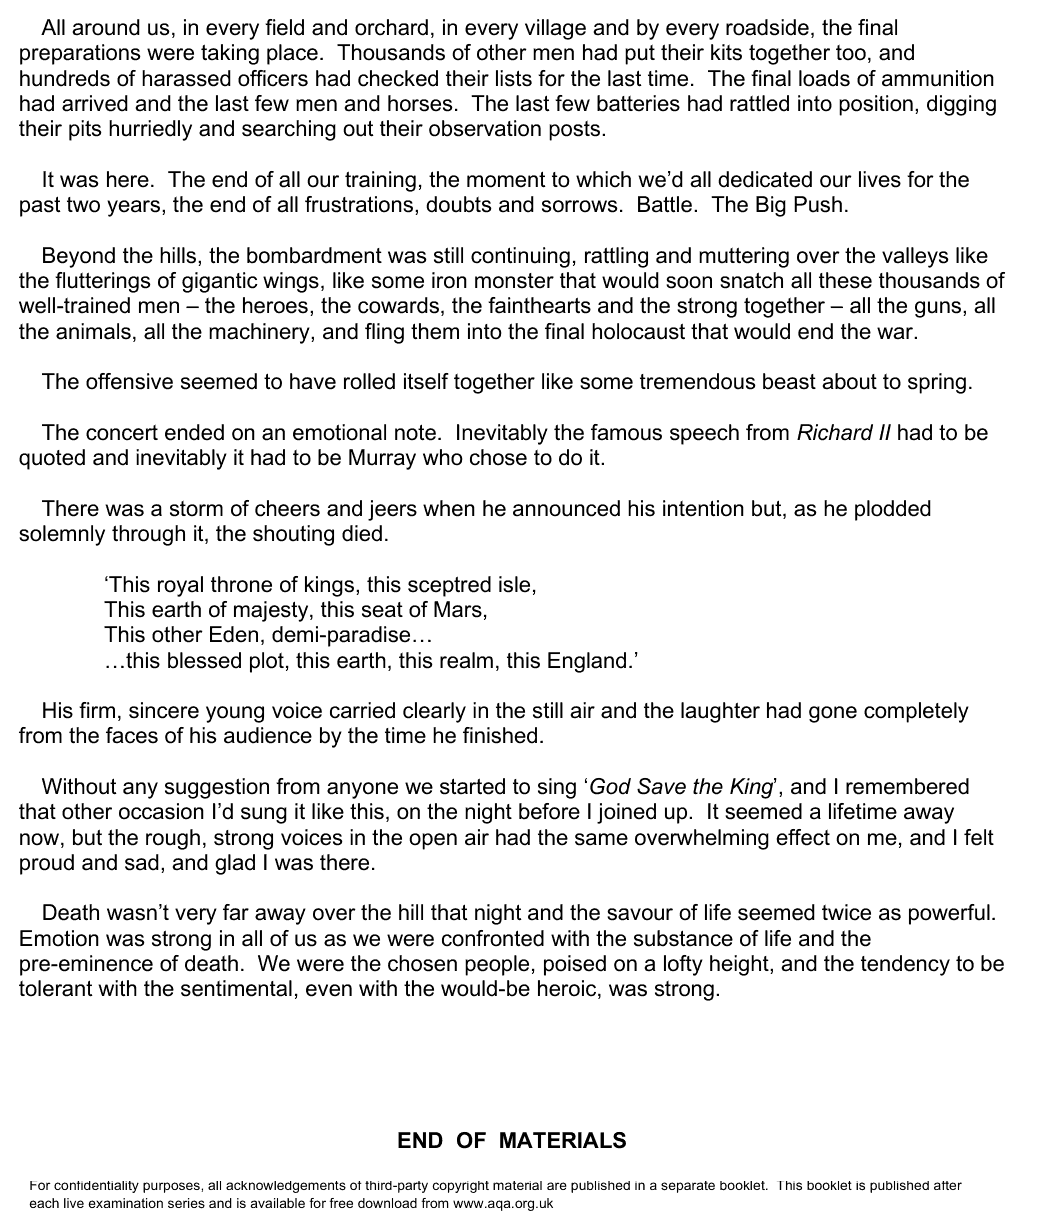 All around us, in every field and orchard, in every village and by every roadside, the final
preparations were taking place.  Thousands of other men had put their kits together too, and
hundreds of harassed officers had checked their lists for the last time.  The final loads of ammunition
had arrived and the last few men and horses.  The last few batteries had rattled into position, digging
their pits hurriedly and searching out their observation posts.
It was here.  The end of all our training, the moment to which we’d all dedicated our lives for the
past two years, the end of all frustrations, doubts and sorrows.  Battle.  The Big Push.
Beyond the hills, the bombardment was still continuing, rattling and muttering over the valleys like
the flutterings of gigantic wings, like some iron monster that would soon snatch all these thousands of
well-trained men – the heroes, the cowards, the fainthearts and the strong together – all the guns, all
the animals, all the machinery, and fling them into the final holocaust that would end the war.
The offensive seemed to have rolled itself together like some tremendous beast about to spring.
The concert ended on an emotional note.  Inevitably the famous speech from Richard II had to be
quoted and inevitably it had to be Murray who chose to do it.
There was a storm of cheers and jeers when he announced his intention but, as he plodded
solemnly through it, the shouting died.
‘This royal throne of kings, this sceptred isle,
This earth of majesty, this seat of Mars,
This other Eden, demi-paradise…
…this blessed plot, this earth, this realm, this England.’
His firm, sincere young voice carried clearly in the still air and the laughter had gone completely
from the faces of his audience by the time he finished.
Without any suggestion from anyone we started to sing ‘God Save the King’, and I remembered
that other occasion I’d sung it like this, on the night before I joined up.  It seemed a lifetime away
now, but the rough, strong voices in the open air had the same overwhelming effect on me, and I felt
proud and sad, and glad I was there.
Death wasn’t very far away over the hill that night and the savour of life seemed twice as powerful.
Emotion was strong in all of us as we were confronted with the substance of life and the
pre-eminence of death.  We were the chosen people, poised on a lofty height, and the tendency to be
tolerant with the sentimental, even with the would-be heroic, was strong.
END  OF  MATERIALS
For confidentiality purposes, all acknowledgements of third-party copyright material are published in a separate booklet.  This booklet is published after
each live examination series and is available for free download from www.aqa.org.uk